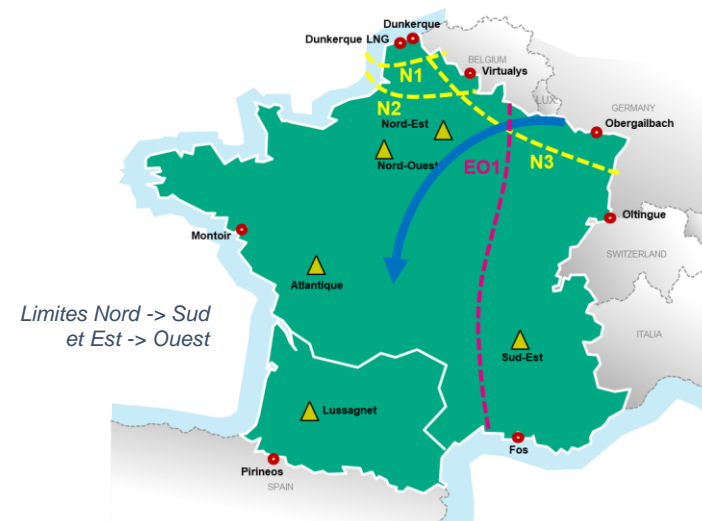 Dunkerque
Dunkerque LNG
BELGIUM
Virtualys
N1
LUX
GERMANY
N2
Nord-Est
Obergailbach
Nord-Ouest
EO1
N3
Oltingue
Montoir
SWITZERLAND
Atlantique
Limites Nord -> Sud
et Est -> Ouest
ITALIA
Sud-Est
Lussagnet
Fos
Pirineos
SPAIN